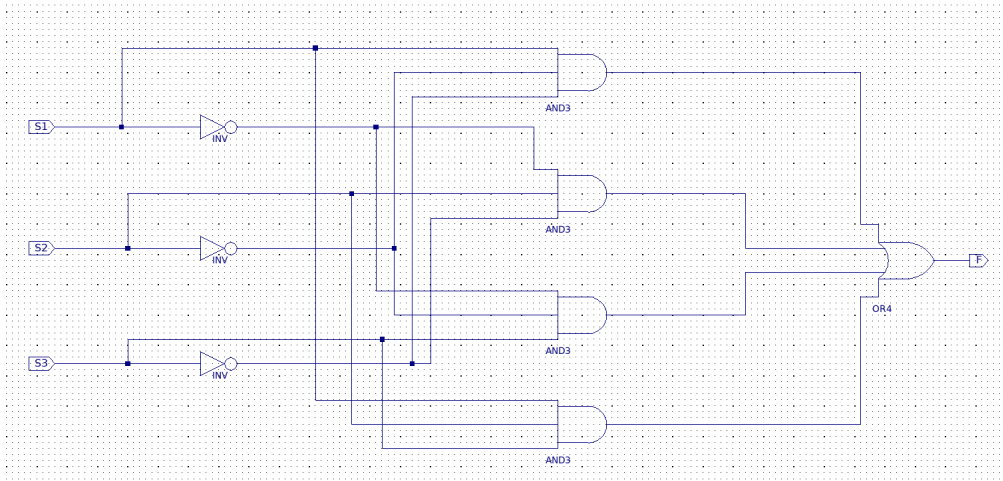 AND3
S1
INV
AND3
S2
INV
F
OR4
AND3
S3
INV
AND3